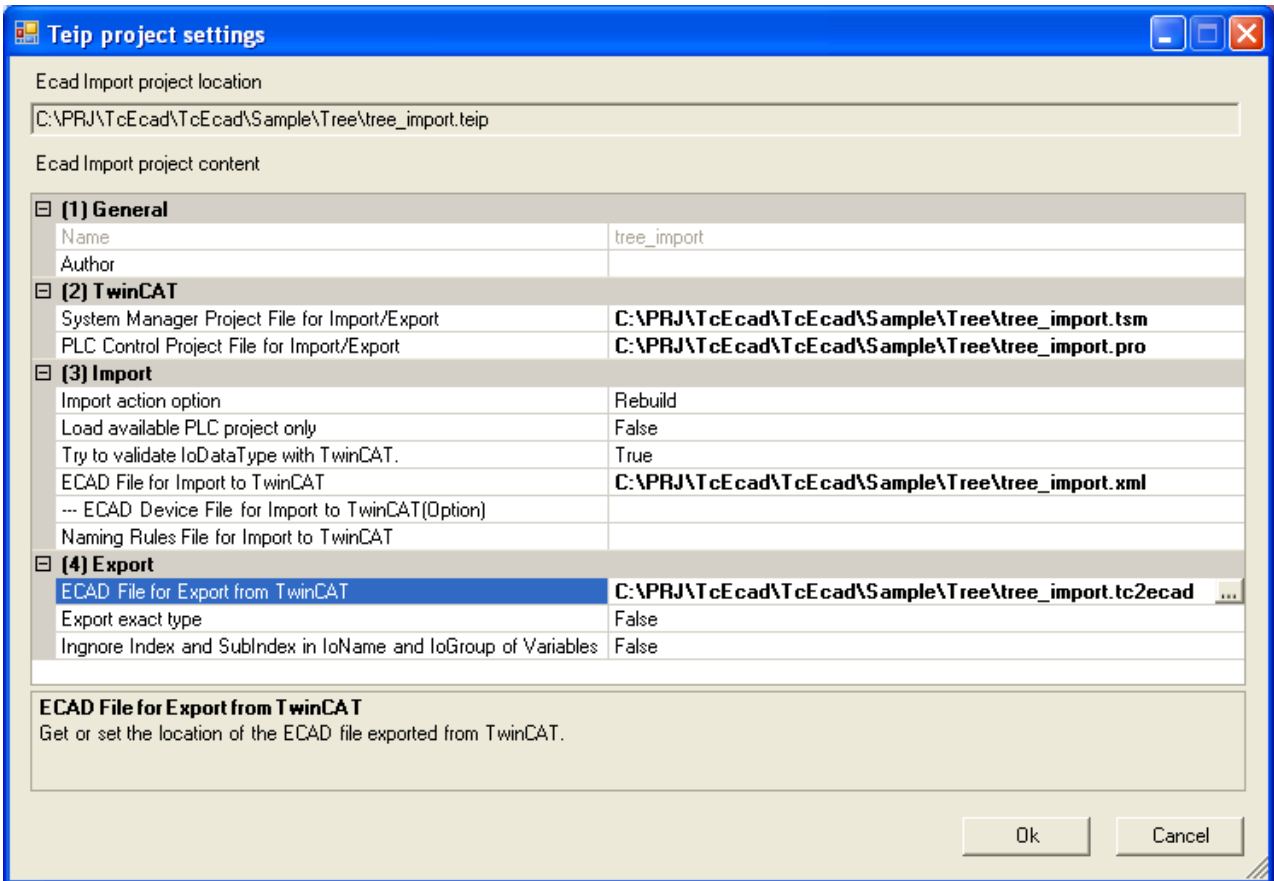 Teip project settings
Ecad Import project location
C:\PRJ\TcEcad\TcEcad\Sample\Tree\tree_import.teip
Ecad Import project content
(1) General
Name tree_import
Author
(2) TwinCAT
System Manager Project File for Import/Export C:\PRJ\TcEcad\TcEcad\Sample\Tree\tree_import.tsm
PLC Control Project File for Import/Export C:\PRJ\TcEcad\TcEcad\Sample\Tree\tree_import.pro
(3) Import
Import action option Rebuild
Load available PLC project only False
Try to validate IoDataType with TwinCAT. True
ECAD File for Import to TwinCAT C:\PRJ\TcEcad\TcEcad\Sample\Tree\tree_import.xml
--- ECAD Device File for Import to TwinCAT(Option)
Naming Rules File for Import to TwinCAT
(4) Export
ECAD File for Export from TwinCAT C:\PRJ\TcEcad\TcEcad\Sample\Tree\tree_import.tc2ecad ...
Export exact type False
Ingnore Index and SubIndex in IoName and IoGroup of Variables False
ECAD File for Export from TwinCAT
Get or set the location of the ECAD file exported from TwinCAT.
Ok Cancel